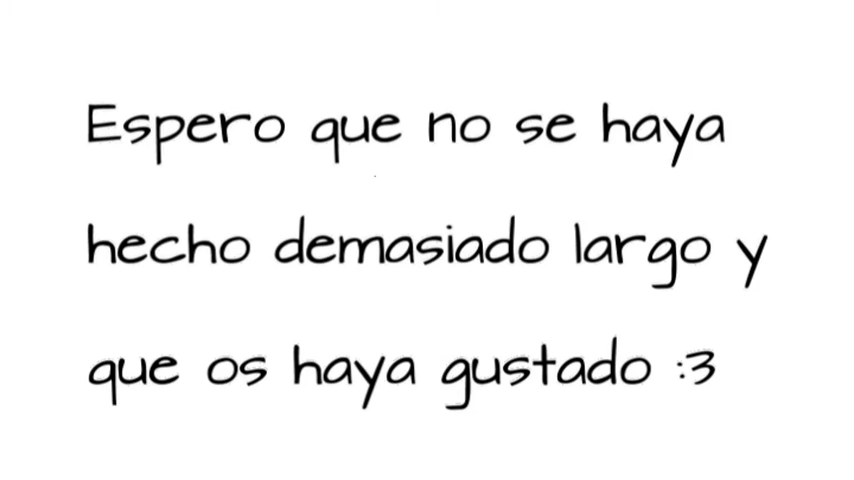 Espero que no se haya
hecho demasiado largo y
que os haya gustado :3